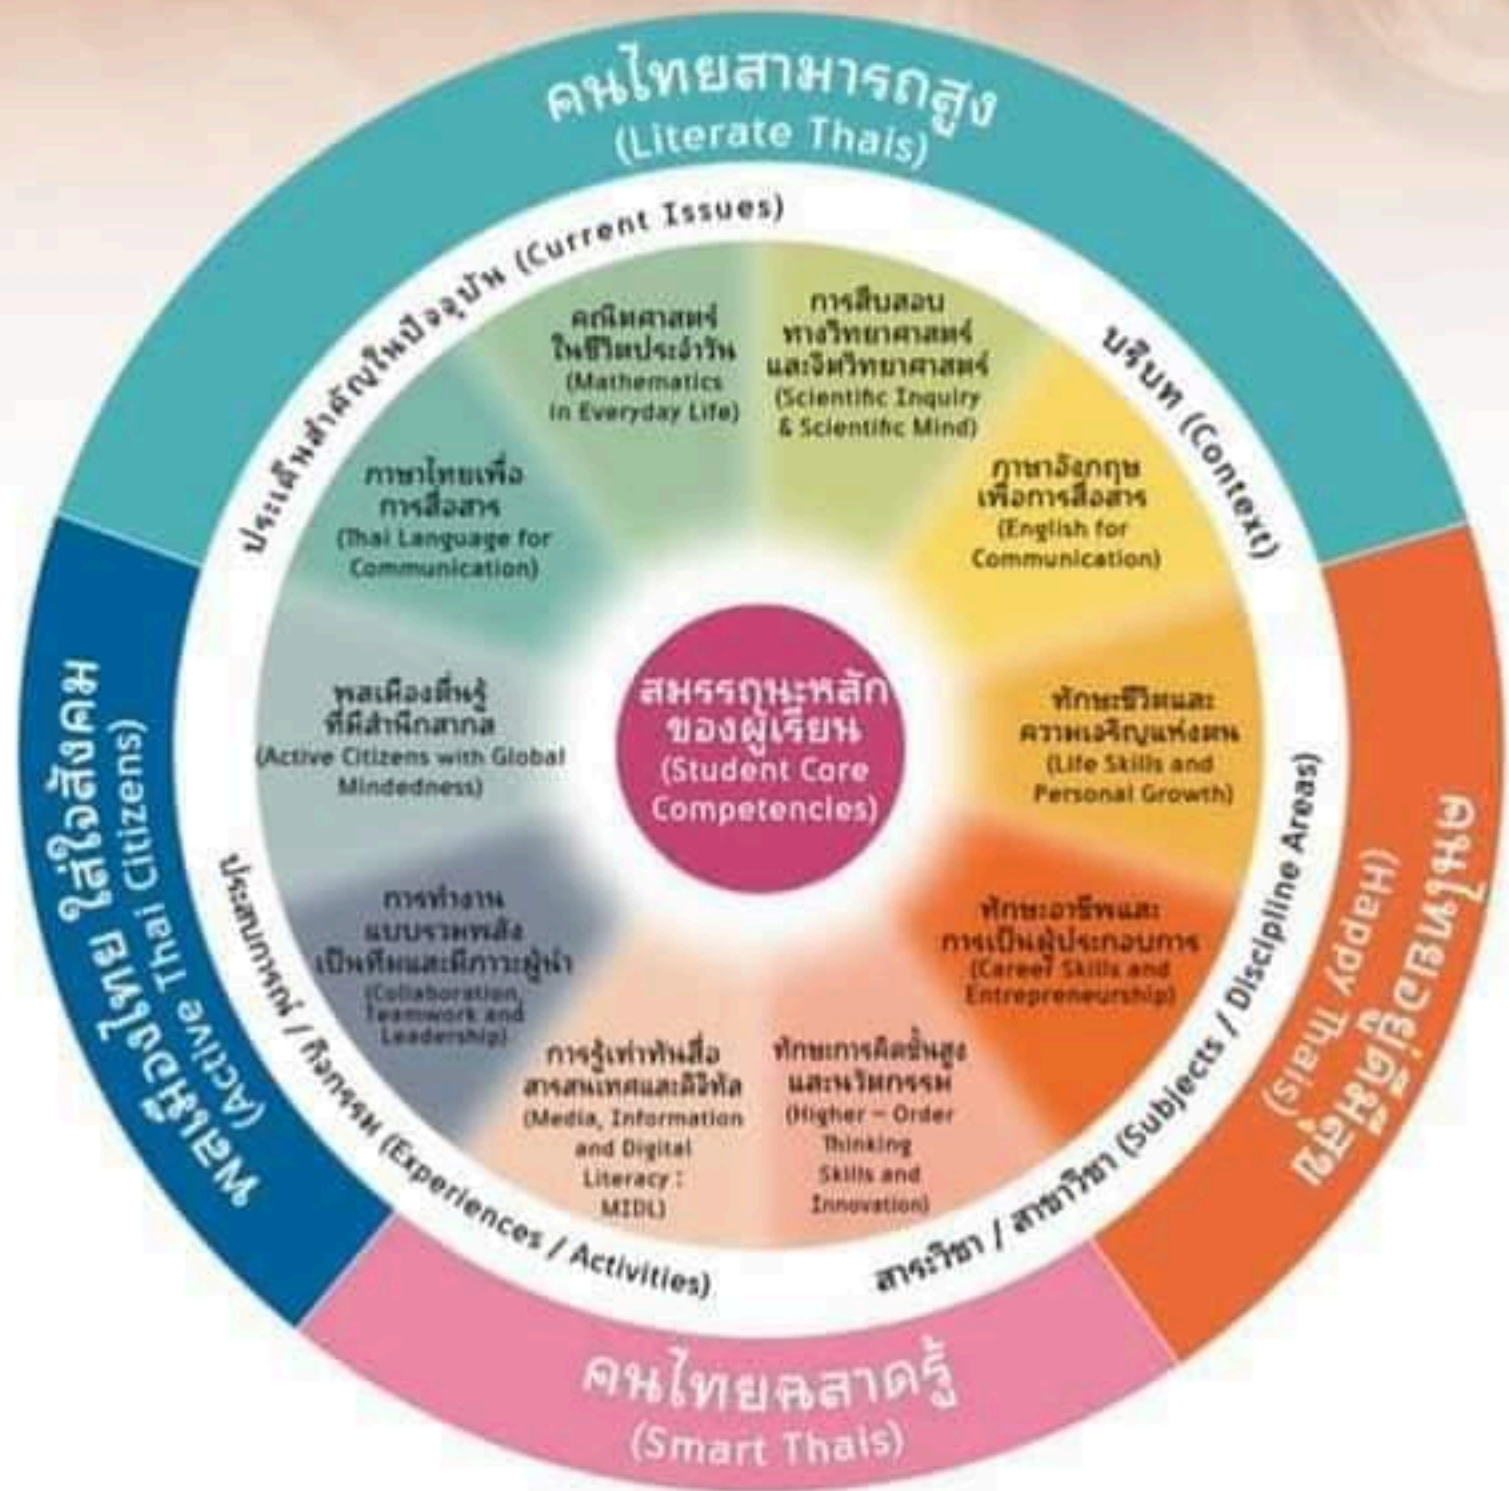 คนไทยสามารถสูง
(Literate Thais)
ประเด็นสำคัญในปัจจุบัน (Current Issues)
บริบท (Context)
คณิตศาสตร์
ในชีวิตประจำวัน
(Mathematics
in Everyday Life)
การสืบสอบ
ทางวิทยาศาสตร์
และจิตวิทยาศาสตร์
(Scientific Inquiry
& Scientific Mind)
ภาษาไทยเพื่อ
การสื่อสาร
(Thai Language for
Communication)
ภาษาอังกฤษ
เพื่อการสื่อสาร
(English for
Communication)
พลเมืองตื่นรู้
ที่มีสำนึกสากล
(Active Citizens with Global
Mindedness)
สมรรถนะหลัก
ของผู้เรียน
(Student Core
Competencies)
ทักษะชีวิตและ
ความเจริญแห่งตน
(Life Skills and
Personal Growth)
การทำงาน
แบบรวมพลัง
เป็นทีมและมีภาวะผู้นำ
(Collaboration,
Teamwork and
Leadership)
ทักษะอาชีพและ
การเป็นผู้ประกอบการ
(Career Skills and
Entrepreneurship)
การรู้เท่าทันสื่อ
สารสนเทศและดิจิทัล
(Media, Information
and Digital
Literacy :
MIDL)
ทักษะการคิดขั้นสูง
และนวัตกรรม
(Higher – Order
Thinking
Skills and
Innovation)
ประสบการณ์ / กิจกรรม (Experiences / Activities)
สาระวิชา / สาขาวิชา (Subjects / Discipline Areas)
พลเมืองไทย ใส่ใจสังคม
(Active Thai Citizens)
คนไทยอยู่ดีมีสุข
(Happy Thais)
คนไทยฉลาดรู้
(Smart Thais)